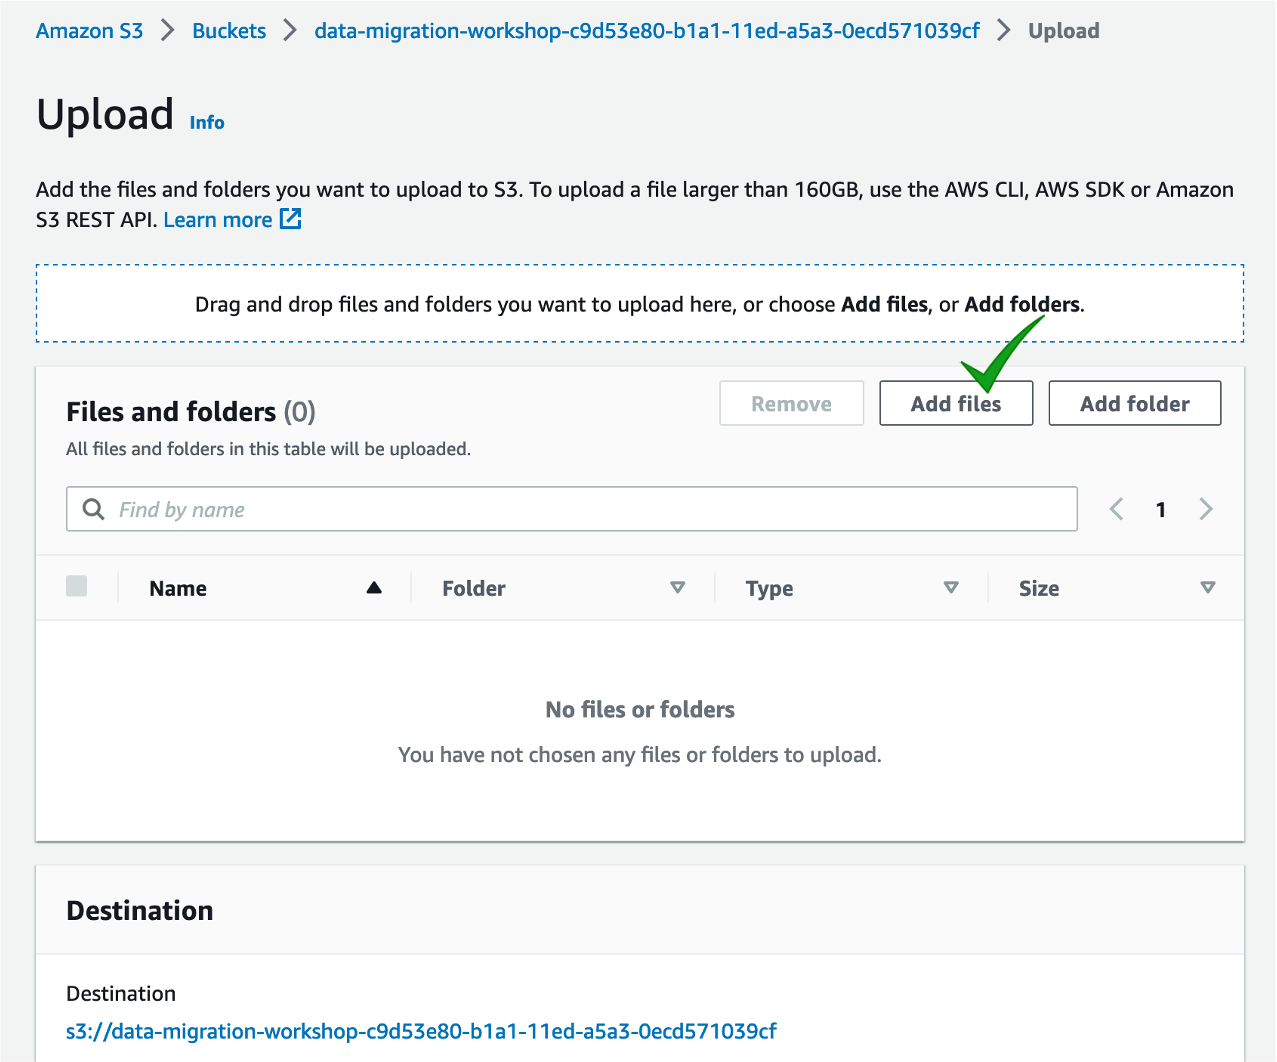 Amazon S3 > Buckets > data-migration-workshop-c9d53e80-b1a1-11ed-a5a3-0ecd571039cf > Upload
Upload Info
Add the files and folders you want to upload to S3. To upload a file larger than 160GB, use the AWS CLI, AWS SDK or Amazon
S3 REST API. Learn more
Drag and drop files and folders you want to upload here, or choose Add files, or Add folders.
Files and folders (0)
Remove Add files Add folder
All files and folders in this table will be uploaded.
Find by name
1
Name Folder Type Size
No files or folders
You have not chosen any files or folders to upload.
Destination
Destination
s3://data-migration-workshop-c9d53e80-b1a1-11ed-a5a3-0ecd571039cf